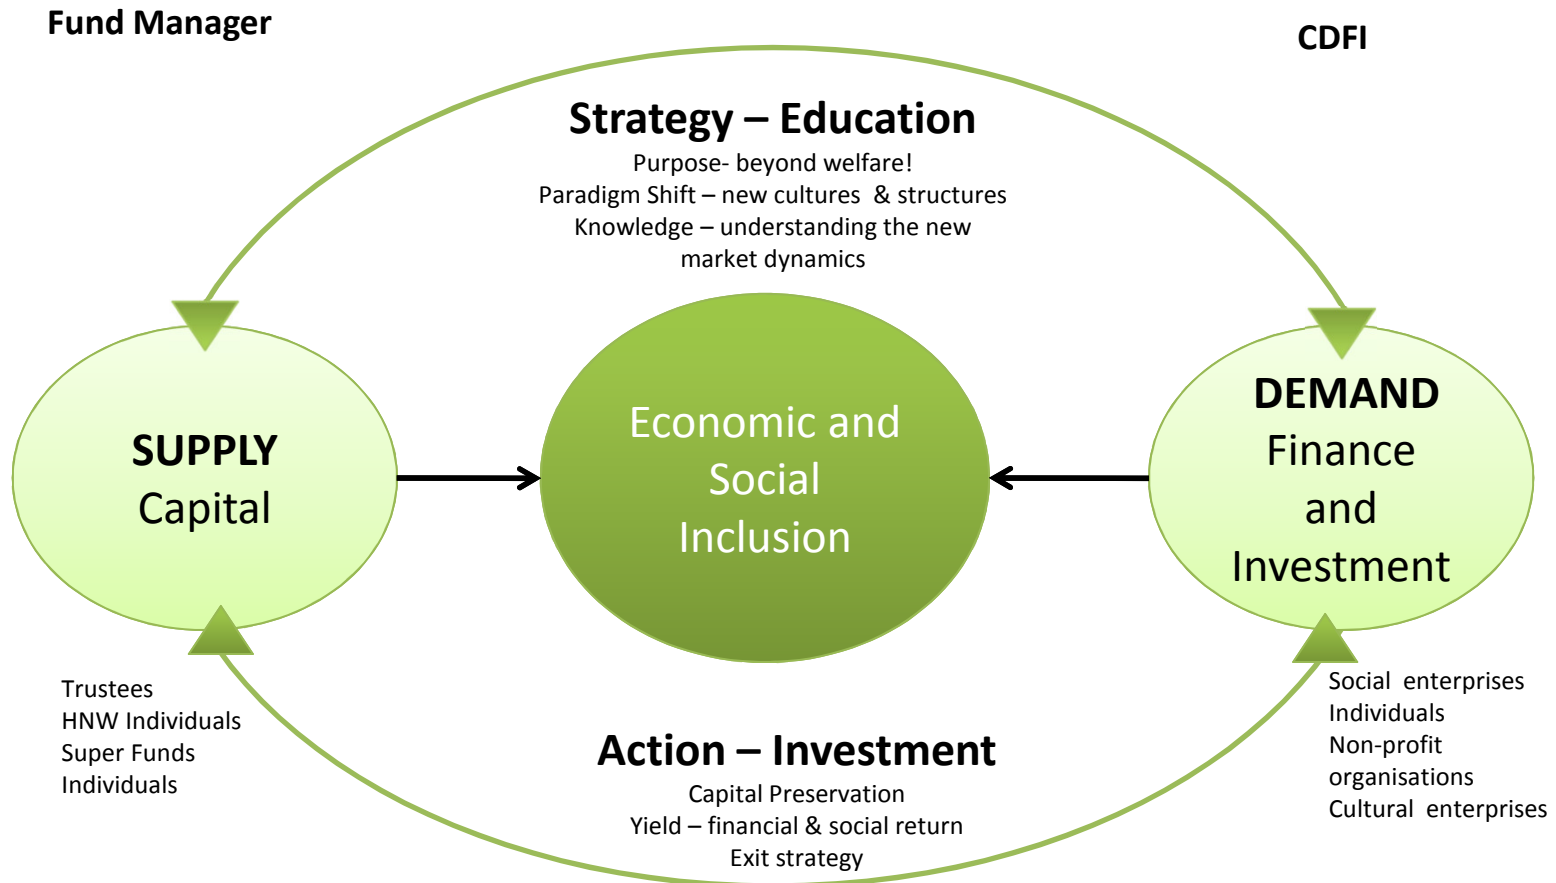 Fund Manager
CDFI
Strategy – Education
Purpose- beyond welfare!
Paradigm Shift – new cultures & structures
Knowledge – understanding the new
market dynamics
SUPPLY
Capital
Economic and
Social
Inclusion
DEMAND
Finance
and
Investment
Trustees
HNW Individuals
Super Funds
Individuals
Action – Investment
Capital Preservation
Yield – financial & social return
Exit strategy
Social enterprises
Individuals
Non-profit
organisations
Cultural enterprises